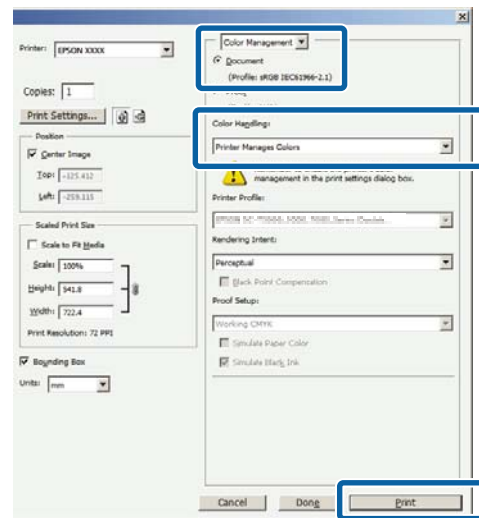 Printer: EPSON XXXX
Copies: 1
Print Settings...
Position
Center Image
Top: -125.412
Left: -259.115
Scaled Print Size
Scale to Fit Media
Scale: 100%
Height: 541.8
Width: 722.4
Print Resolution: 72 PPI
Bounding Box
Units: mm
Color Management
Document
(Profile: sRGB IEC61966-2.1)
Color Handling:
Printer Manages Colors
management in the print settings dialog box.
Printer Profile:
Rendering Intent:
Perceptual
Black Point Compensation
Proof Setup:
Working CMYK
Simulate Paper Color
Simulate Black Ink
Cancel
Done
Print